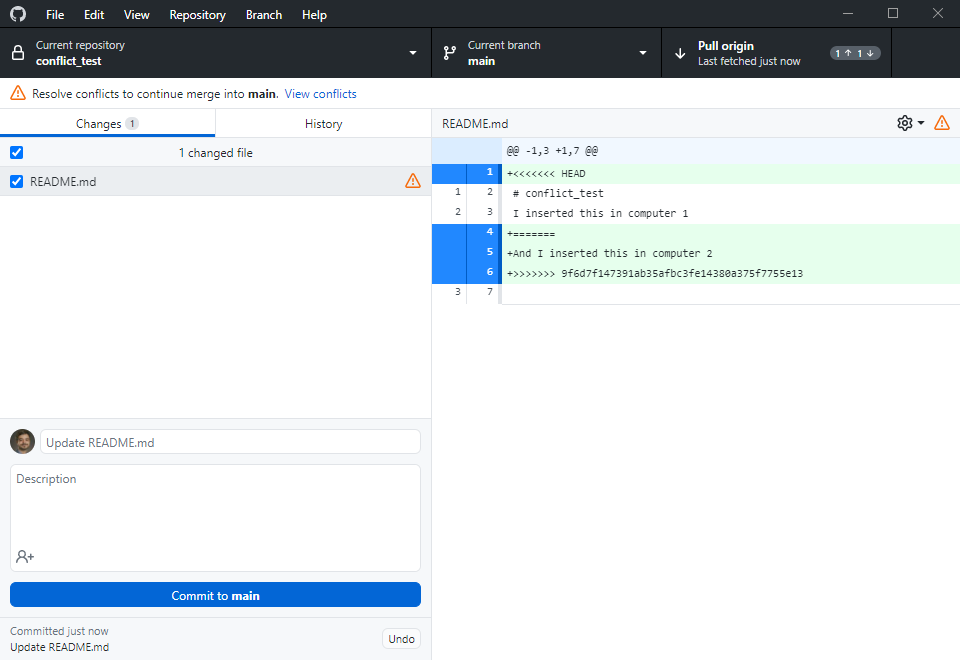 File Edit View Repository Branch Help
Current repository
conflict_test
Current branch
main
Pull origin
Last fetched just now
1 ↑ 1 ↓
Resolve conflicts to continue merge into main. View conflicts
Changes 1 History
1 changed file
README.md
README.md
@@ -1,3 +1,7 @@
1 +<<<<<<< HEAD
1 2 # conflict_test
2 3 I inserted this in computer 1
4 +=======
5 +And I inserted this in computer 2
6 +>>>>>>> 9f6d7f147391ab35afbc3fe14380a375f7755e13
3 7
Update README.md
Description
Commit to main
Committed just now
Update README.md
Undo